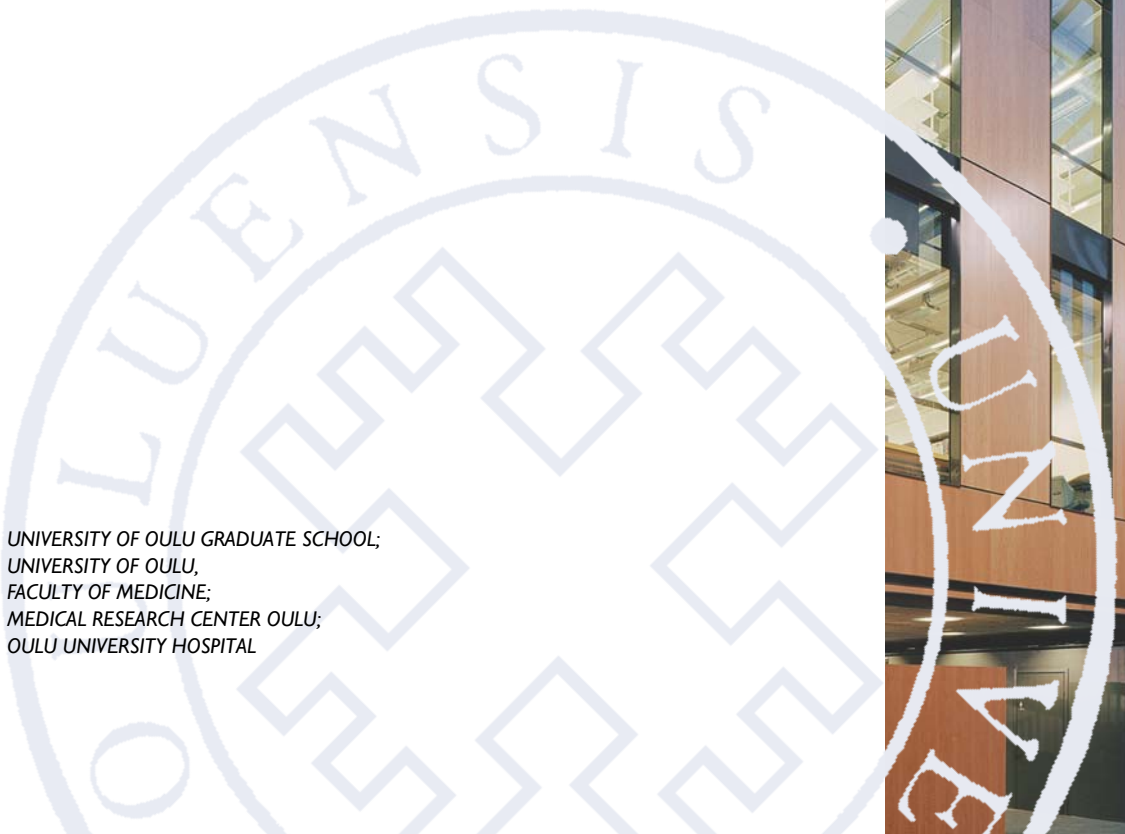 OULUENSIS • UNIVE
UNIVERSITY OF OULU GRADUATE SCHOOL;
UNIVERSITY OF OULU,
FACULTY OF MEDICINE;
MEDICAL RESEARCH CENTER OULU;
OULU UNIVERSITY HOSPITAL